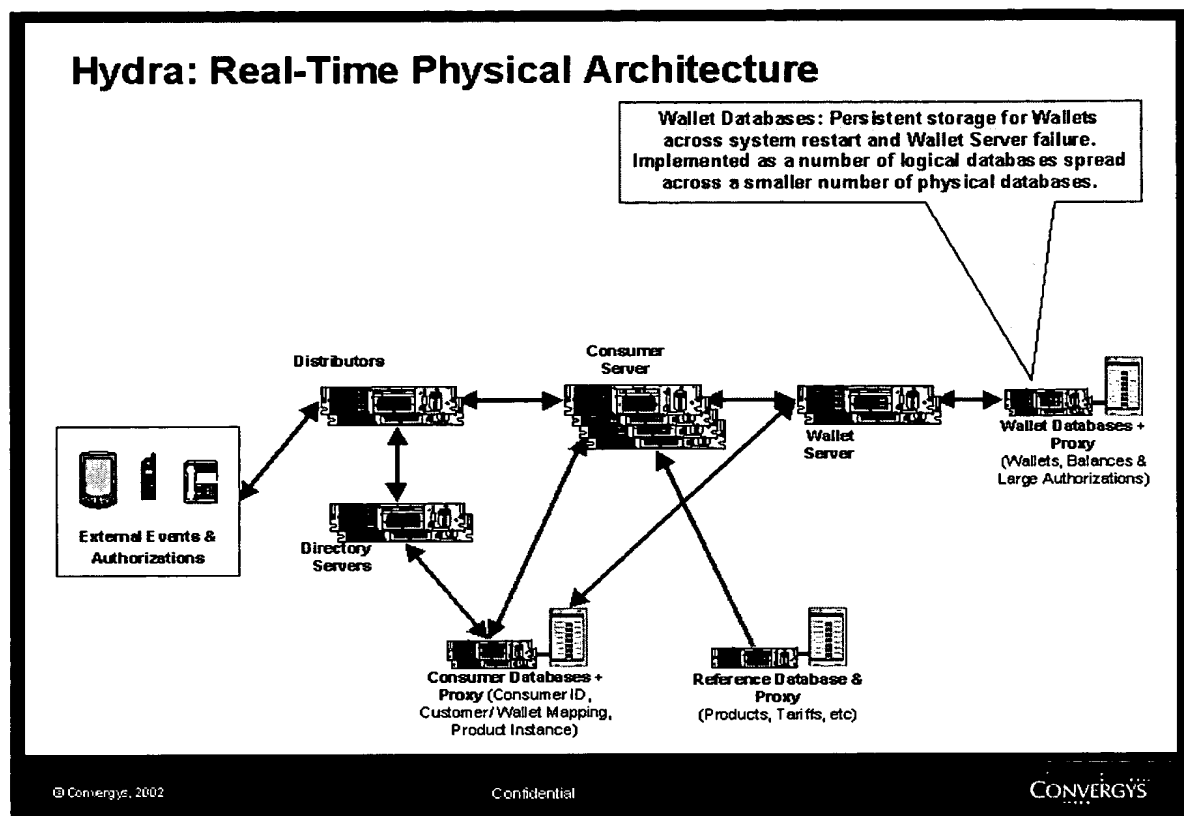 Hydra: Real-Time Physical Architecture
Wallet Databases: Persistent storage for Wallets
across system restart and Wallet Server failure.
Implemented as a number of logical databases spread
across a smaller number of physical databases.
Distributors
Consumer
Server
Wallet
Server
Wallet Databases +
Proxy
(Wallets, Balances &
Large Authorizations)
External Events &
Authorizations
Directory
Servers
Consumer Databases +
Proxy (Consumer ID,
Customer/Wallet Mapping,
Product Instance)
Reference Database &
Proxy
(Products, Tariffs, etc)
© Convergys, 2002
Confidential
CONVERGYS